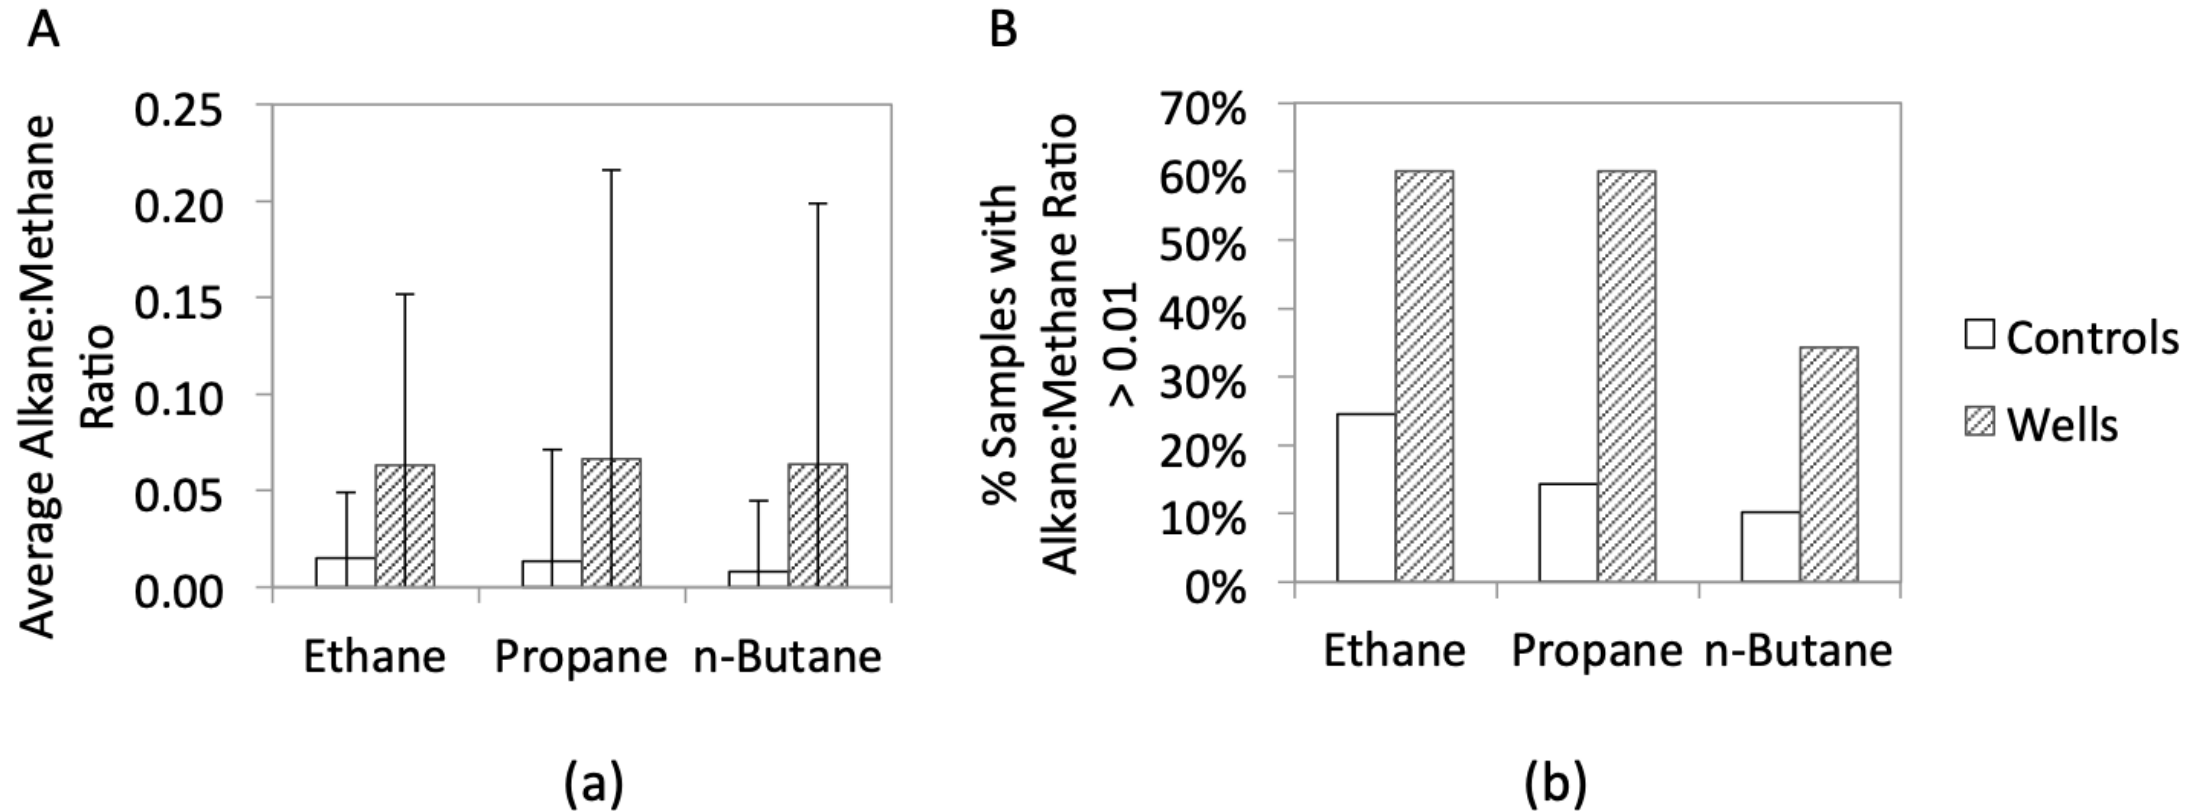 A
Average Alkane:Methane
Ratio
0.25
0.20
0.15
0.10
0.05
0.00
Ethane Propane n-Butane
(a)
B
% Samples with
Alkane:Methane Ratio
> 0.01
70%
60%
50%
40%
30%
20%
10%
0%
Ethane Propane n-Butane
(b)
Controls
Wells